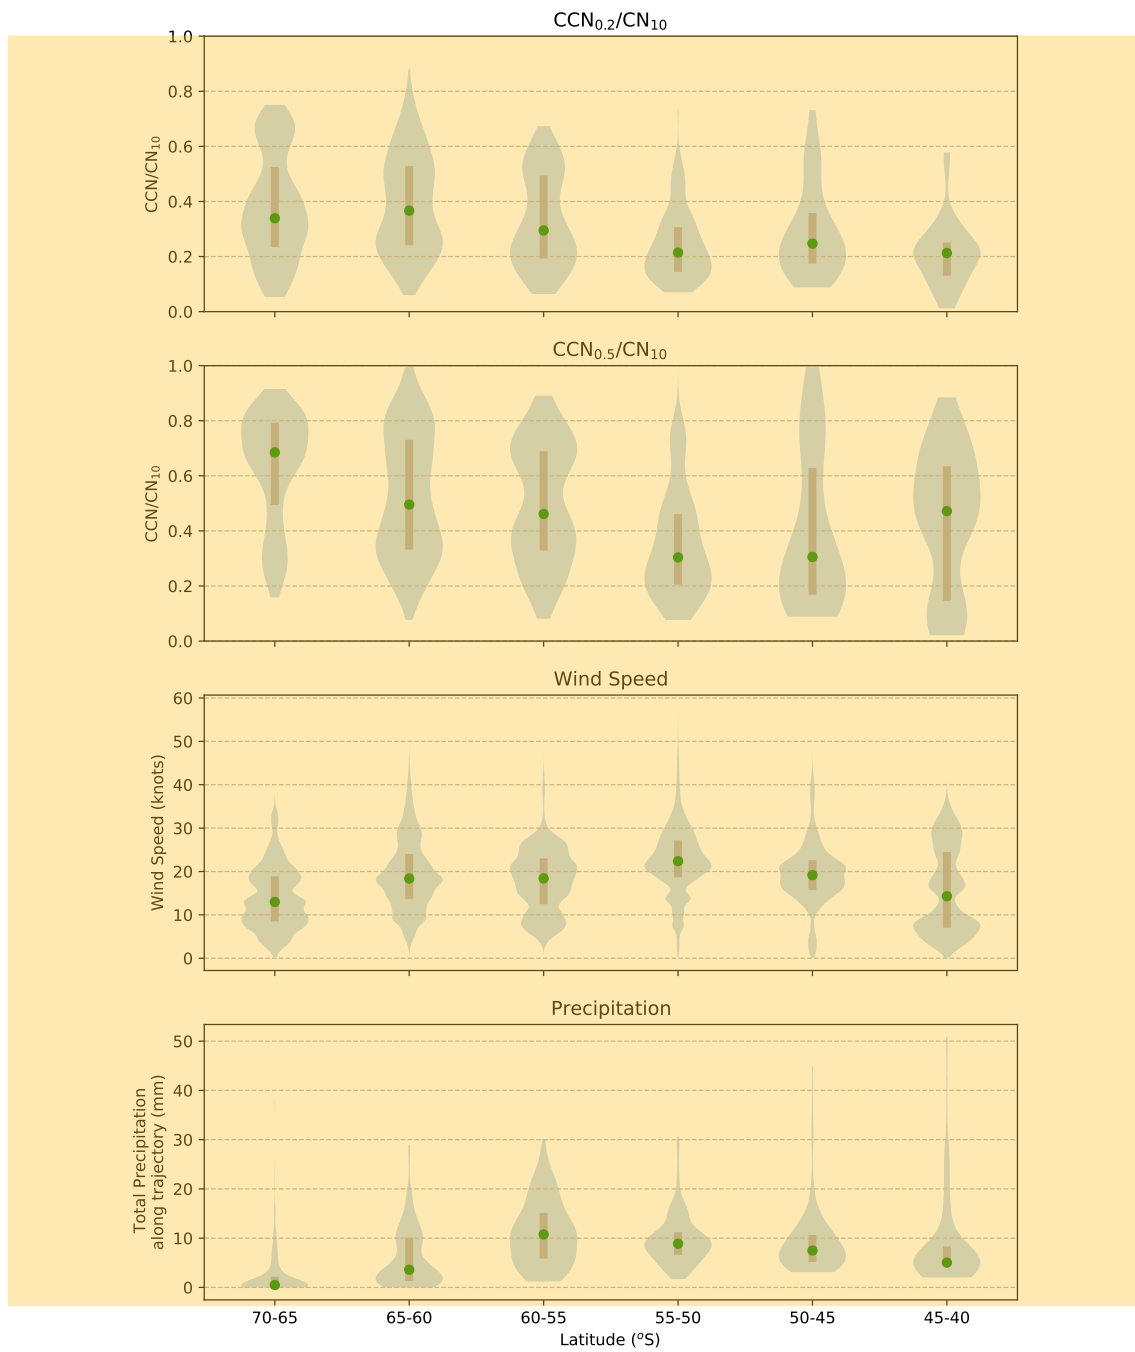 CCN0.2/CN10
1.0
0.8
0.6
0.4
0.2
0.0
CCN/CN10
CCN0.5/CN10
1.0
0.8
0.6
0.4
0.2
0.0
CCN/CN10
Wind Speed
60
50
40
30
20
10
0
Wind Speed (knots)
Precipitation
50
40
30
20
10
0
Total Precipitation
along trajectory (mm)
70-65 65-60 60-55 55-50 50-45 45-40
Latitude (oS)